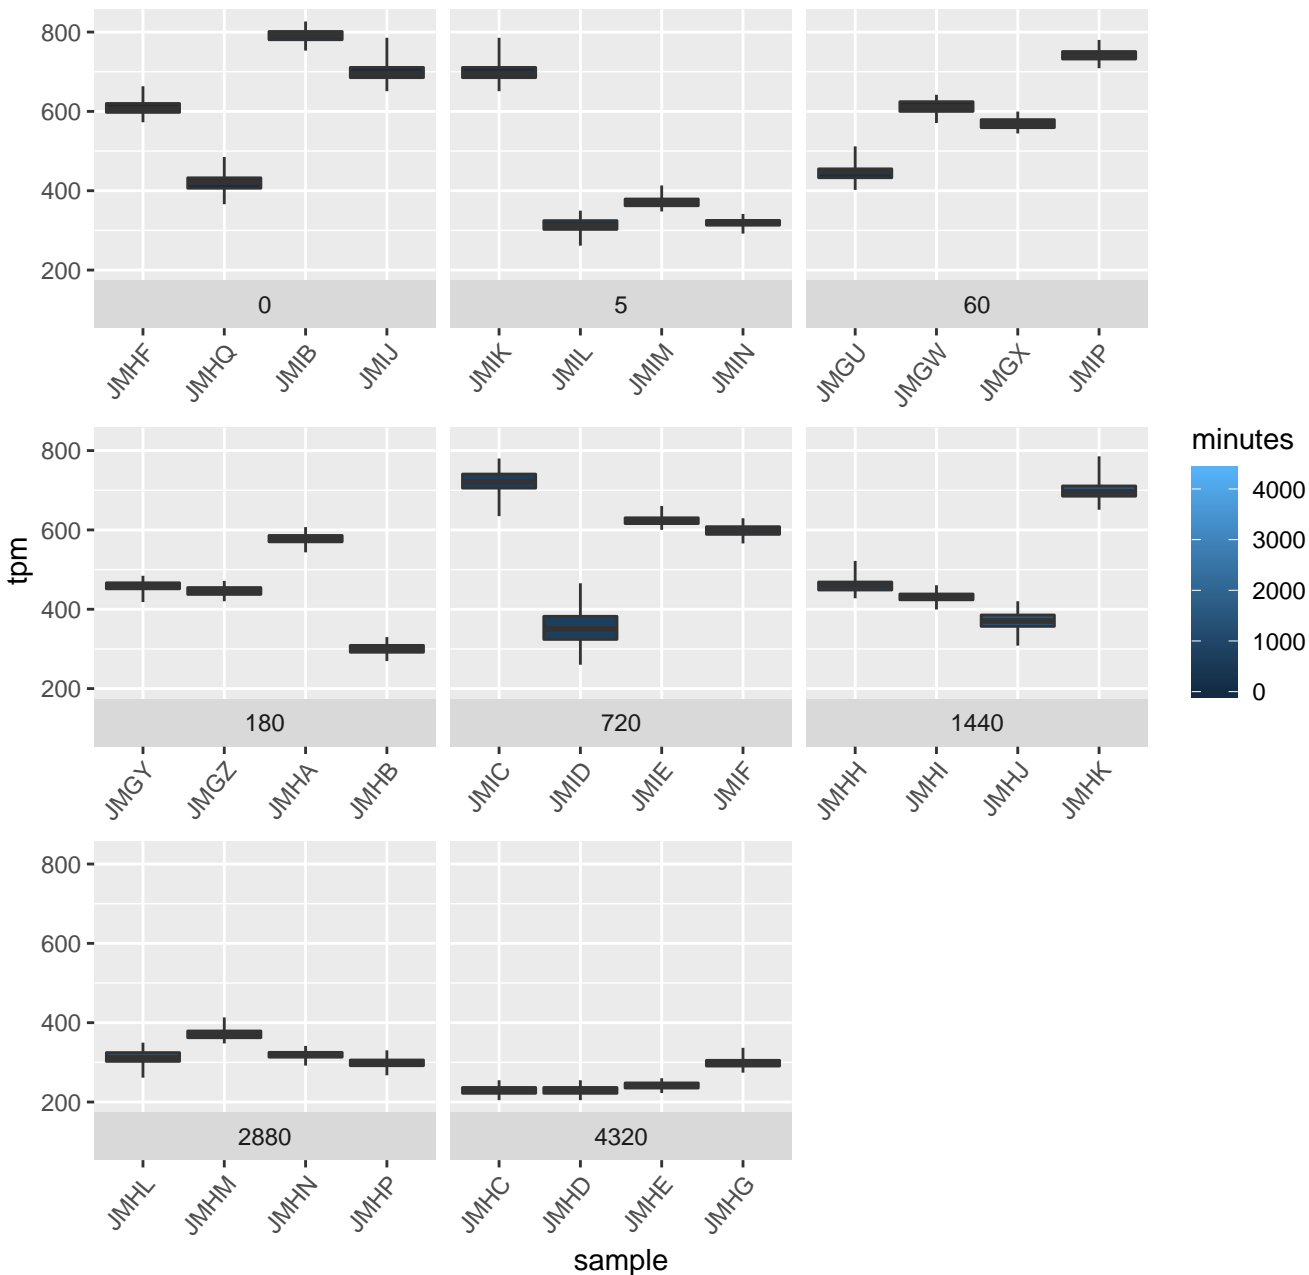 800
600
400
200
0
5
60
JMHF
JMHQ
JMIB
JMIJ
JMIK
JMIL
JMIM
JMIN
JMGU
JMGW
JMGX
JMIP
tpm
800
600
400
200
180
720
1440
JMGY
JMGZ
JMHA
JMHB
JMIC
JMID
JMIE
JMIF
JMHH
JMHI
JMHJ
JMHK
minutes
4000
3000
2000
1000
0
800
600
400
200
2880
4320
JMHL
JMHM
JMHN
JMHP
JMHC
JMHD
JMHE
JMHG
sample